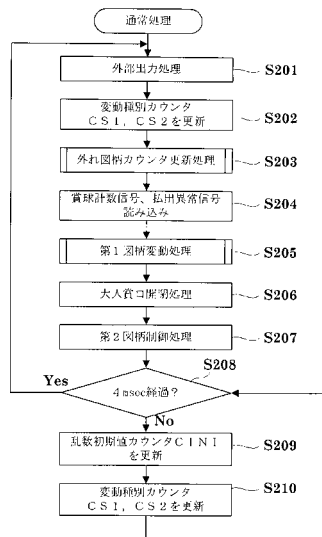 通常処理
外部出力処理
S201
変動種別カウンタ
CS1，CS2を更新
S202
外れ図柄カウンタ更新処理
S203
賞球計数信号、払出異常信号
読み込み
S204
第1図柄変動処理
S205
大入賞口開閉処理
S206
第2図柄制御処理
S207
S208
Yes
4msec経過？
No
乱数初期値カウンタCINI
を更新
S209
変動種別カウンタ
CS1，CS2を更新
S210